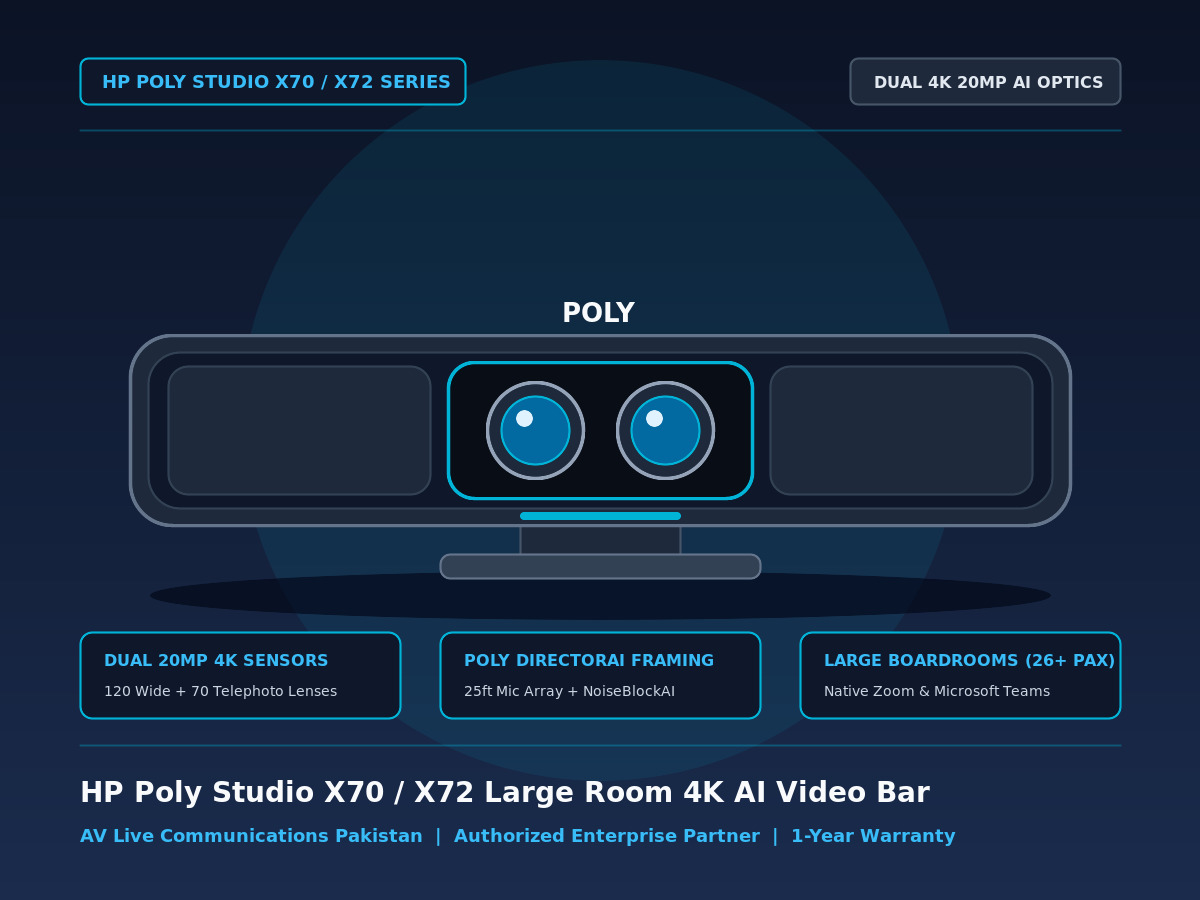 HP POLY STUDIO X70 / X72 SERIES
DUAL 4K 20MP AI OPTICS
POLY
DUAL 20MP 4K SENSORS
120 Wide + 70 Telephoto Lenses
POLY DIRECTORAI FRAMING
25ft Mic Array + NoiseBlockAI
LARGE BOARDROOMS (26+ PAX)
Native Zoom & Microsoft Teams
HP Poly Studio X70 / X72 Large Room 4K AI Video Bar
AV Live Communications Pakistan | Authorized Enterprise Partner | 1-Year Warranty